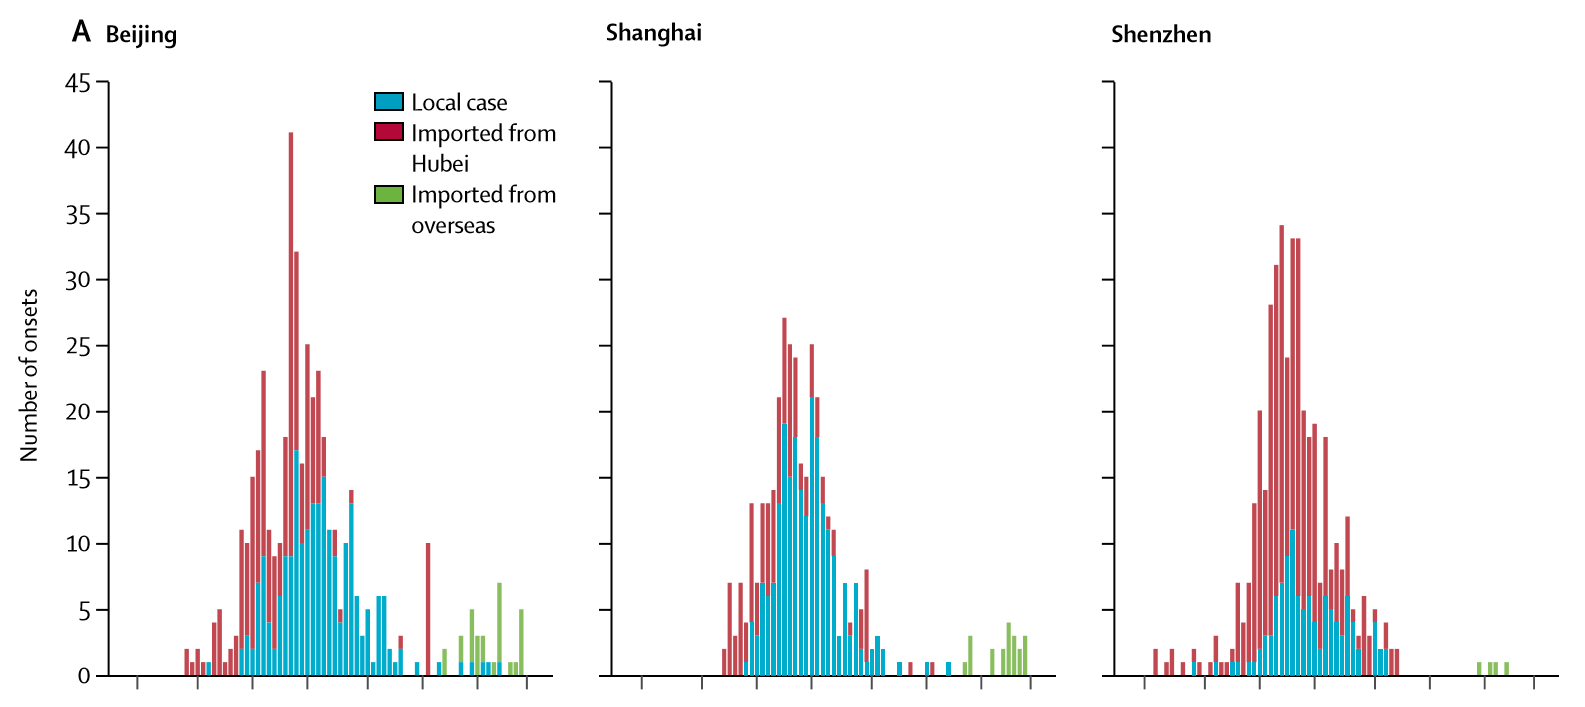 A Beijing
Shanghai
Shenzhen
45
40
35
30
25
20
15
10
5
0
Number of onsets
Local case
Imported from
Hubei
Imported from
overseas